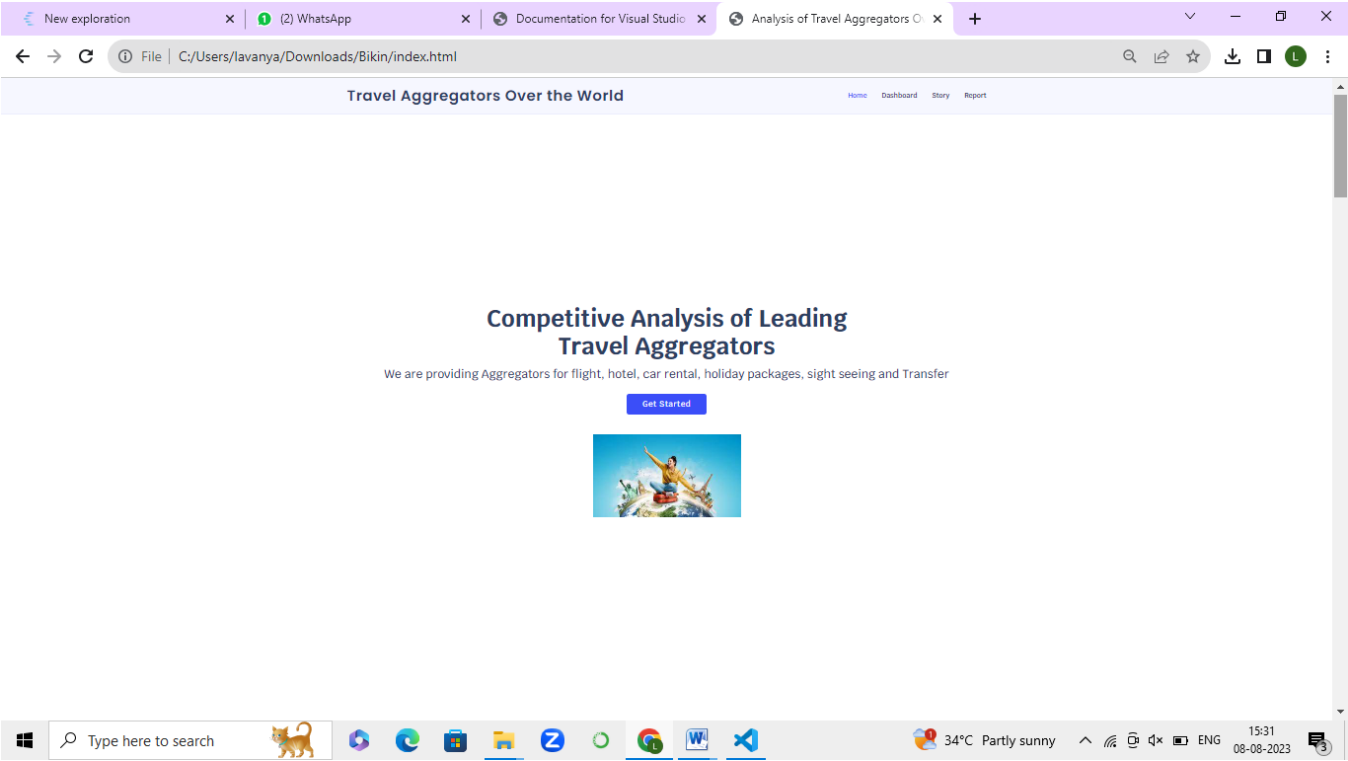 New exploration
(2) WhatsApp
Documentation for Visual Studio
Analysis of Travel Aggregators O
File
C:/Users/lavanya/Downloads/Bikin/index.html
L
Travel Aggregators Over the World
Home Dashboard Story Report
Competitive Analysis of Leading
Travel Aggregators
We are providing Aggregators for flight, hotel, car rental, holiday packages, sight seeing and Transfer
Get Started
Type here to search
34°C Partly sunny
ENG
15:31
08-08-2023
3